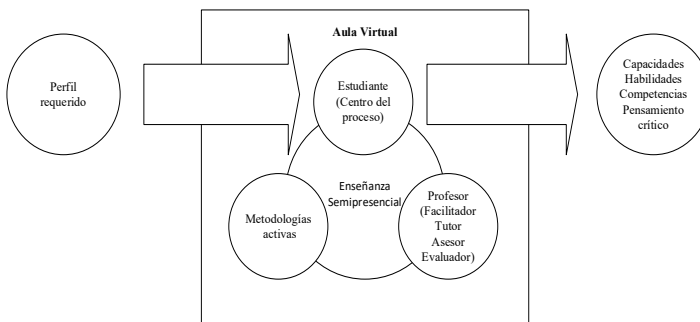 Aula Virtual
Perfil
requerido
Estudiante
(Centro del
proceso)
Enseñanza
Semipresencial
Metodologías
activas
Profesor
(Facilitador
Tutor
Asesor
Evaluador)
Capacidades
Habilidades
Competencias
Pensamiento
crítico